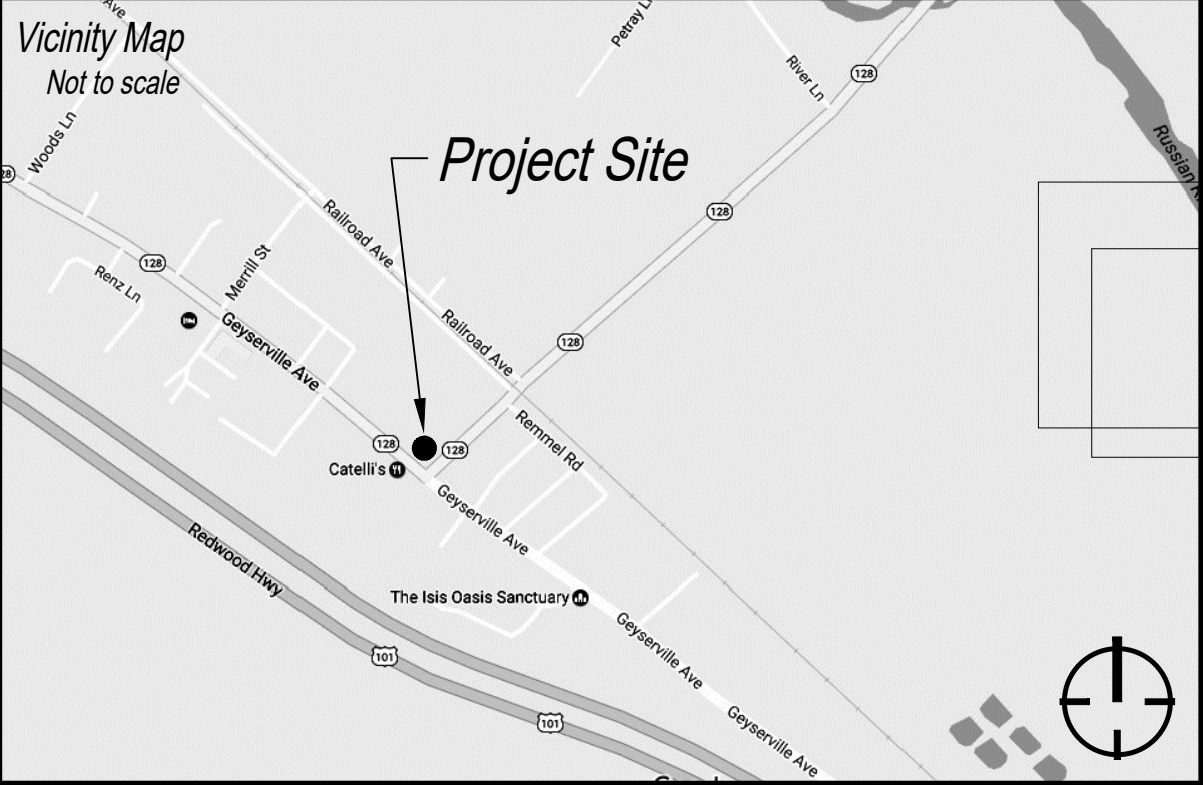 Ave
Vicinity Map
Not to scale
Petray L
River Ln
128
Woods Ln
Russian R
Project Site
28
128
Railroad Ave
Merrill St
128
Renz Ln
Geyserville Ave
Railroad Ave
128
Remmel Rd
128
128
Catelli's
Geyserville Ave
Redwood Hwy
The Isis Oasis Sanctuary
Geyserville Ave
101
101
Geyserville Ave